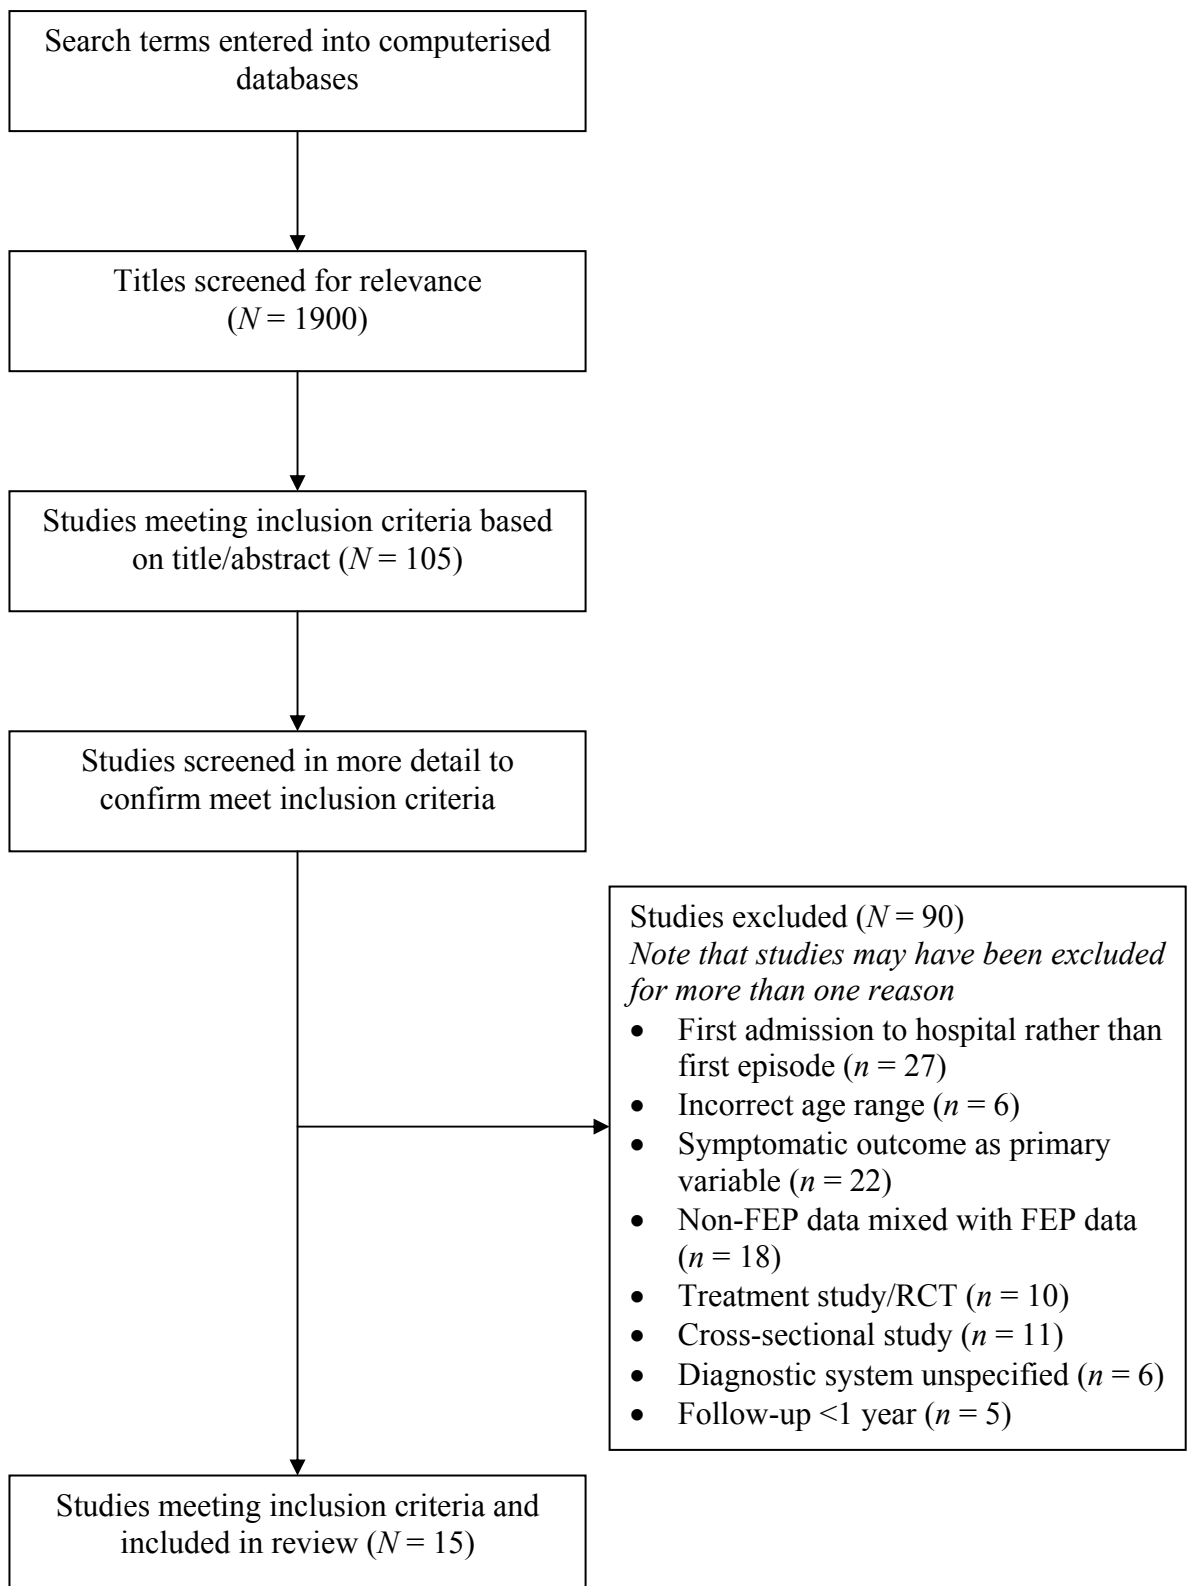 Search terms entered into computerised
databases
Titles screened for relevance
(N = 1900)
Studies meeting inclusion criteria based
on title/abstract (N = 105)
Studies screened in more detail to
confirm meet inclusion criteria
Studies excluded (N = 90)
Note that studies may have been excluded
for more than one reason
• First admission to hospital rather than
first episode (n = 27)
• Incorrect age range (n = 6)
• Symptomatic outcome as primary
variable (n = 22)
• Non-FEP data mixed with FEP data
(n = 18)
• Treatment study/RCT (n = 10)
• Cross-sectional study (n = 11)
• Diagnostic system unspecified (n = 6)
• Follow-up <1 year (n = 5)
Studies meeting inclusion criteria and
included in review (N = 15)